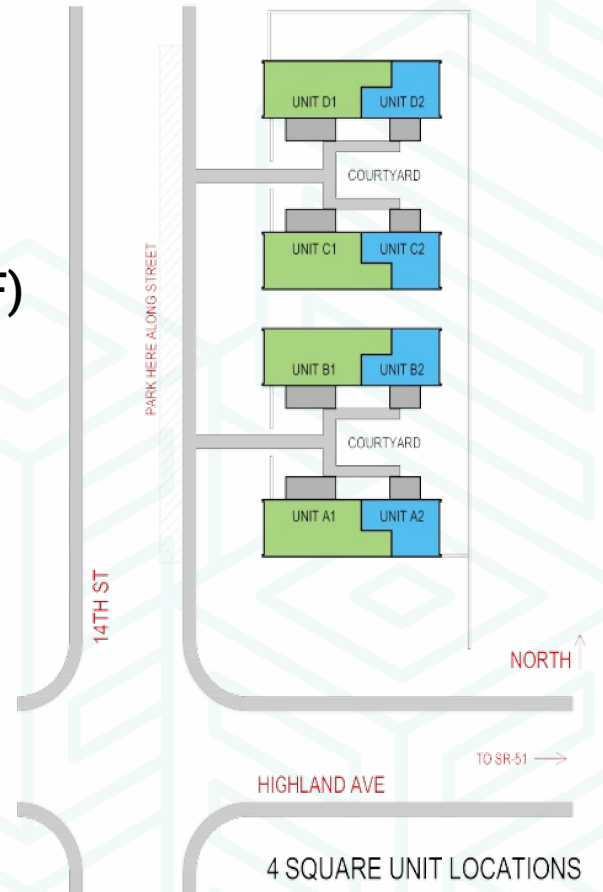 UNIT D1
UNIT D2
COURTYARD
UNIT C1
UNIT C2
F)
PARK HERE ALONG STREET
UNIT B1
UNIT B2
COURTYARD
UNIT A1
UNIT A2
14TH ST
NORTH
TO SR-51
HIGHLAND AVE
4 SQUARE UNIT LOCATIONS